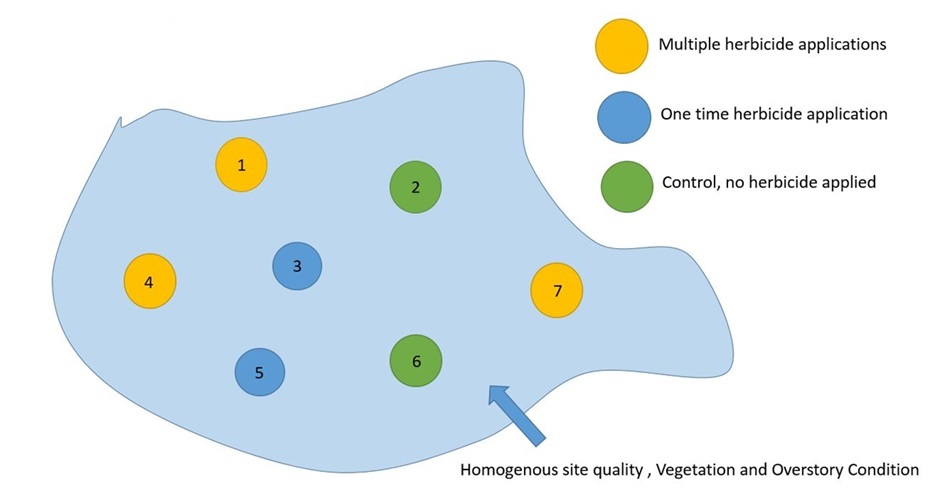 Multiple herbicide applications
One time herbicide application
Control, no herbicide applied
1
2
3
4
7
6
5
Homogenous site quality , Vegetation and Overstory Condition